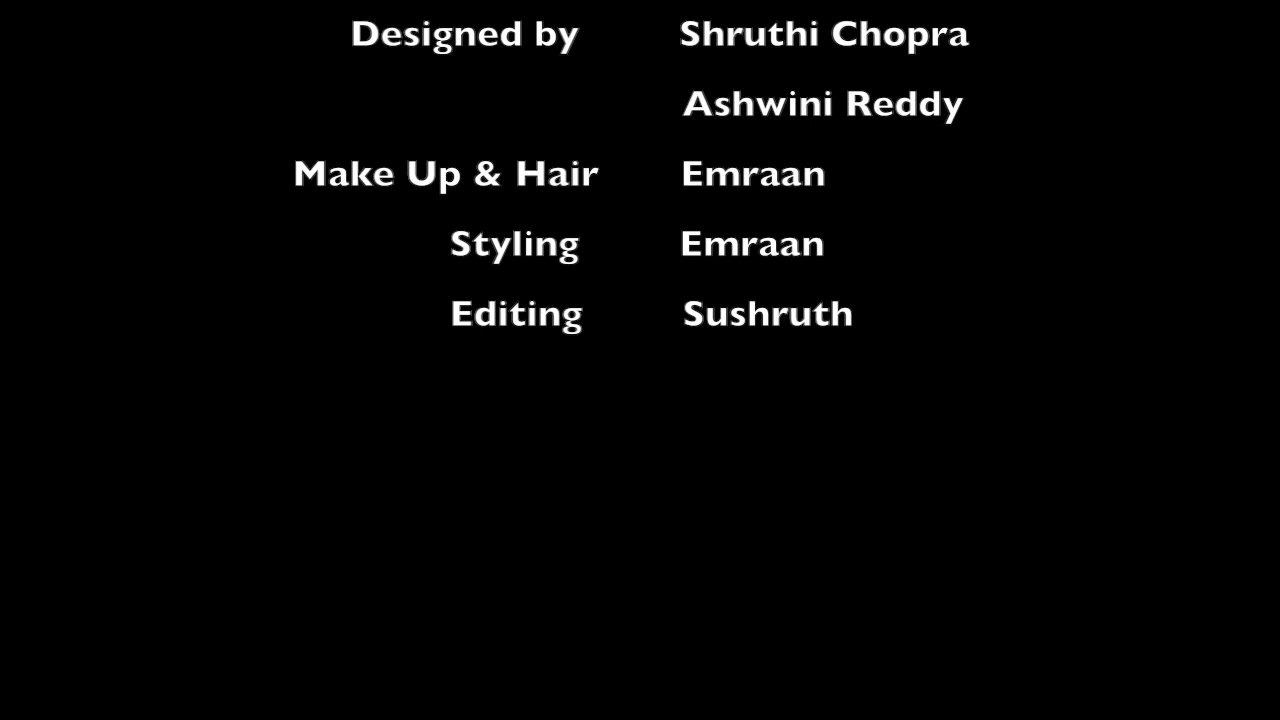 Designed by Shruthi Chopra
Ashwini Reddy
Make Up & Hair Emraan
Styling Emraan
Editing Sushruth